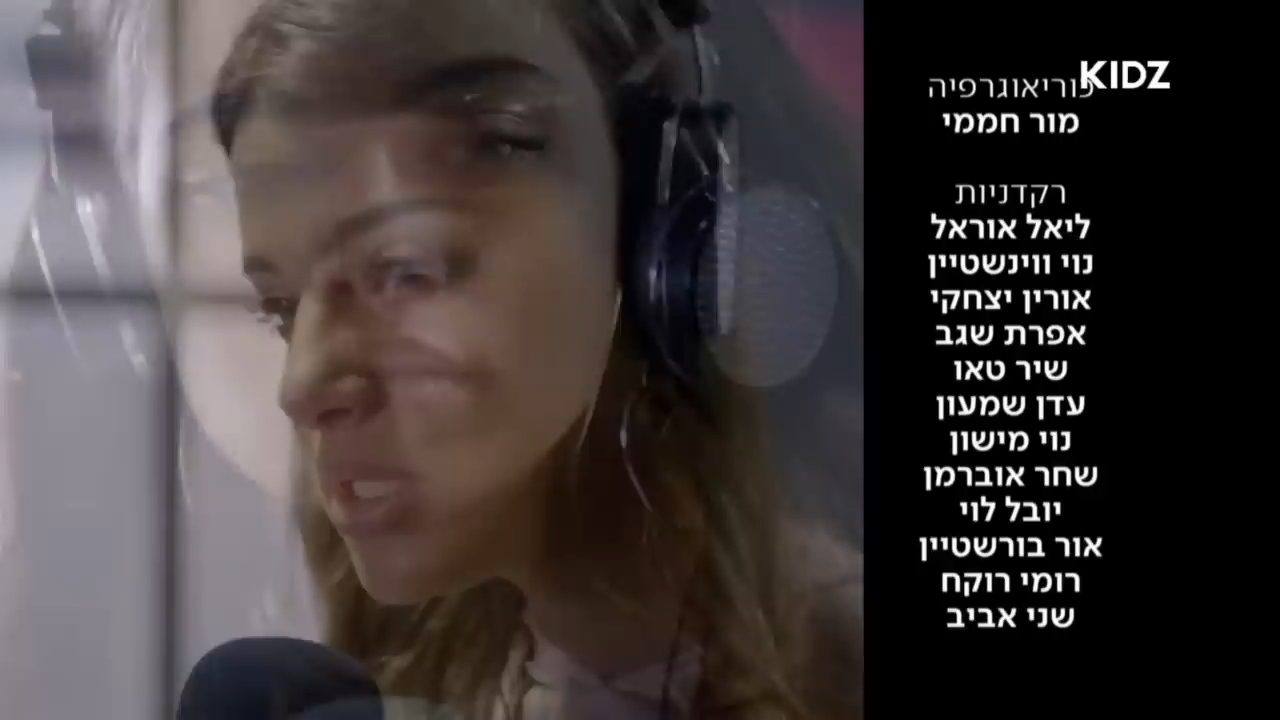 KIDZ
כוריאוגרפיה
מור חממי
רקדניות
ליאל אוראל
נוי ווינשטיין
אורין יצחקי
אפרת שגב
שיר טאו
עדן שמעון
נוי מישון
שחר אוברמן
יובל לוי
אור בורשטיין
רומי רוקח
שני אביב